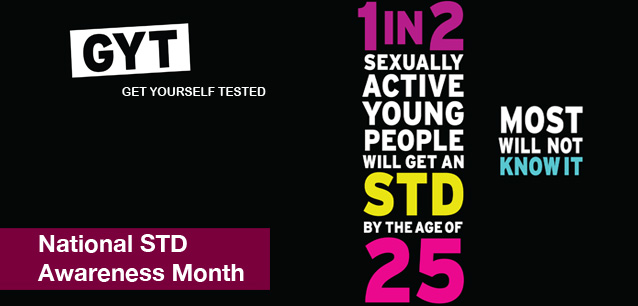 GYT
GET YOURSELF TESTED
1 IN 2
SEXUALLY
ACTIVE
YOUNG
PEOPLE
WILL GET AN
STD
BY THE AGE OF
25
MOST
WILL NOT
KNOW IT
National STD
Awareness Month